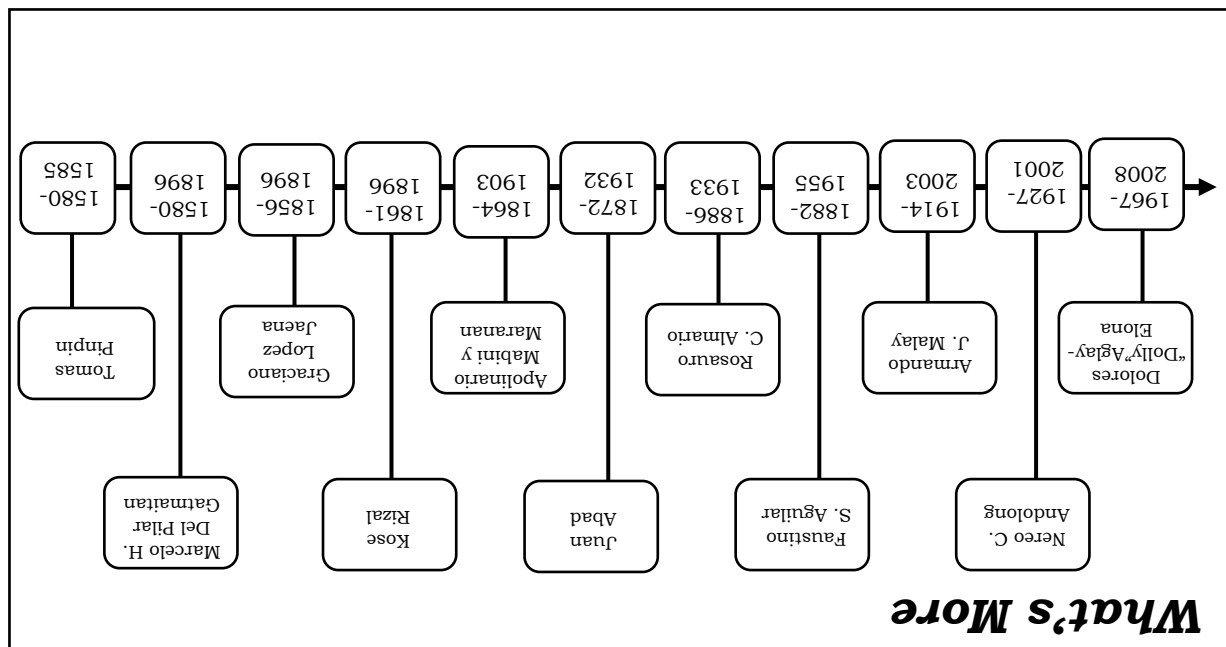 What's More
Nereo C.
Andolong
Faustino
S. Aguilar
Juan
Abad
Kose
Rizal
Marcelo H.
Del Pilar
Gatmaitan
Dolores
“Dolly”Aglay-
Elona
Armando
J. Malay
Rosauro
C. Almario
Apolinario
Mabini y
Maranan
Graciano
Lopez
Jaena
Tomas
Pinpin
1967-
2008
1927-
2001
1914-
2003
1882-
1955
1886-
1933
1872-
1932
1864-
1903
1861-
1896
1856-
1896
1580-
1896
1580-
1585